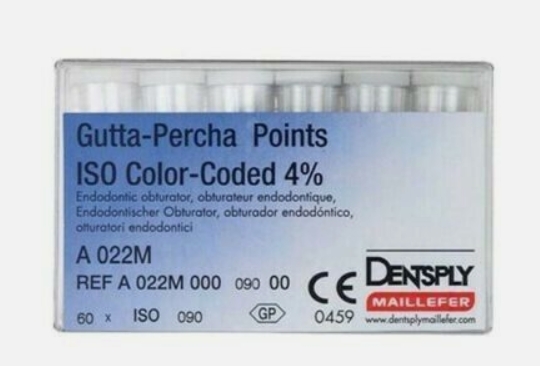 Gutta-Percha Points
ISO Color-Coded 4%
Endodontic obturator, obturateur endodontique,
Endodontischer Obturator, obturador endodóntico,
otturatori endodontici
A 022M
REF A 022M 000 090 00
60 x ISO 090
GP
CE
0459
DENTSPLY
MAILLEFER
www.dentsplymaillefer.com